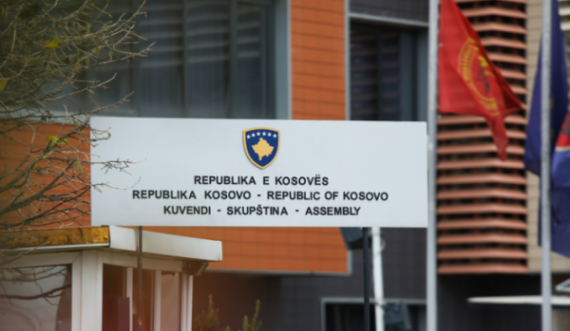 REPUBLIKA E KOSOVËS
REPUBLIKA KOSOVO - REPUBLIC OF KOSOVO
KUVENDI - SKUPŠTINA - ASSEMBLY